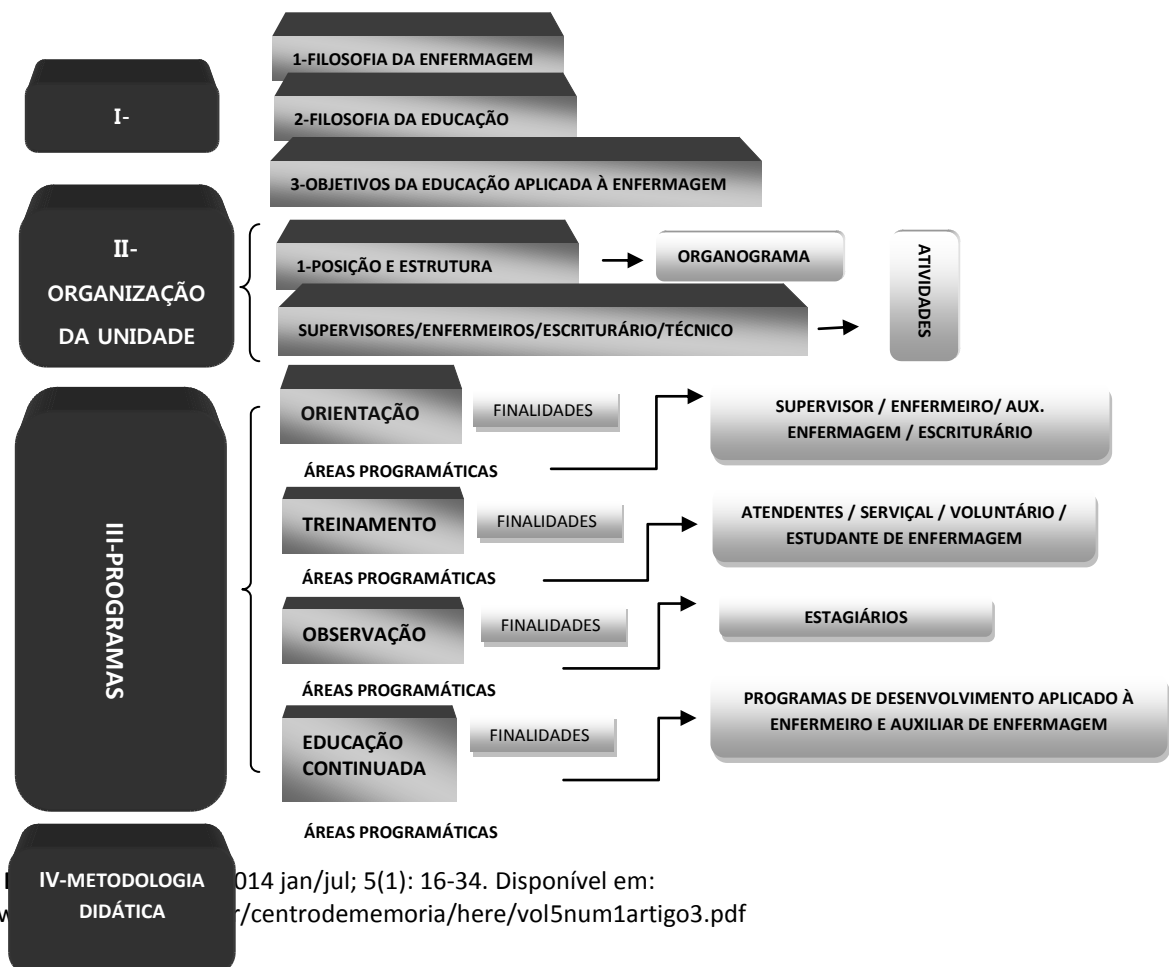 I-
1-FILOSOFIA DA ENFERMAGEM
2-FILOSOFIA DA EDUCAÇÃO
3-OBJETIVOS DA EDUCAÇÃO APLICADA À ENFERMAGEM
II-
ORGANIZAÇÃO
DA UNIDADE
1-POSIÇÃO E ESTRUTURA
ORGANOGRAMA
SUPERVISORES/ENFERMEIROS/ESCRITURÁRIO/TÉCNICO
ATIVIDADES
III-PROGRAMAS
ORIENTAÇÃO
FINALIDADES
SUPERVISOR / ENFERMEIRO/ AUX.
ENFERMAGEM / ESCRITURÁRIO
ÁREAS PROGRAMÁTICAS
TREINAMENTO
FINALIDADES
ATENDENTES / SERVIÇAL / VOLUNTÁRIO /
ESTUDANTE DE ENFERMAGEM
ÁREAS PROGRAMÁTICAS
OBSERVAÇÃO
FINALIDADES
ESTAGIÁRIOS
ÁREAS PROGRAMÁTICAS
EDUCAÇÃO
CONTINUADA
FINALIDADES
PROGRAMAS DE DESENVOLVIMENTO APLICADO À
ENFERMEIRO E AUXILIAR DE ENFERMAGEM
ÁREAS PROGRAMÁTICAS
IV-METODOLOGIA
DIDÁTICA
014 jan/jul; 5(1): 16-34. Disponível em:
r/centrodememoria/here/vol5num1artigo3.pdf